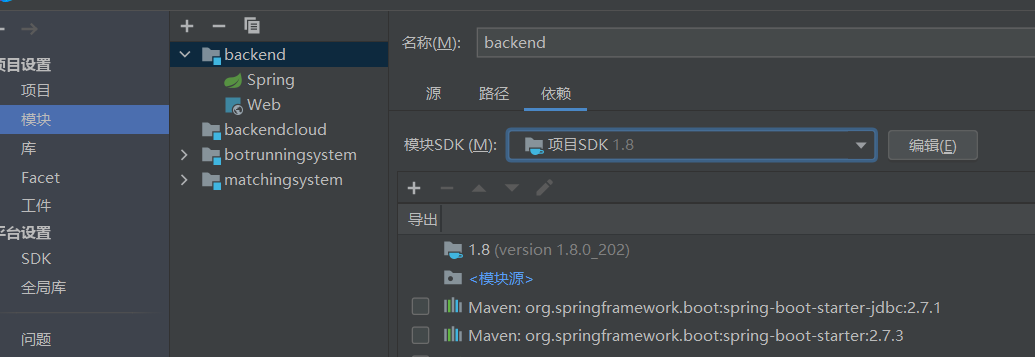 项目设置
项目
模块
库
Facet
工件
平台设置
SDK
全局库
问题
backend
Spring
Web
backendcloud
botrunningsystem
matchingsystem
名称(M): backend
源 路径 依赖
模块SDK (M): 项目SDK 1.8 编辑(E)
导出
1.8 (version 1.8.0_202)
<模块源>
Maven: org.springframework.boot:spring-boot-starter-jdbc:2.7.1
Maven: org.springframework.boot:spring-boot-starter:2.7.3